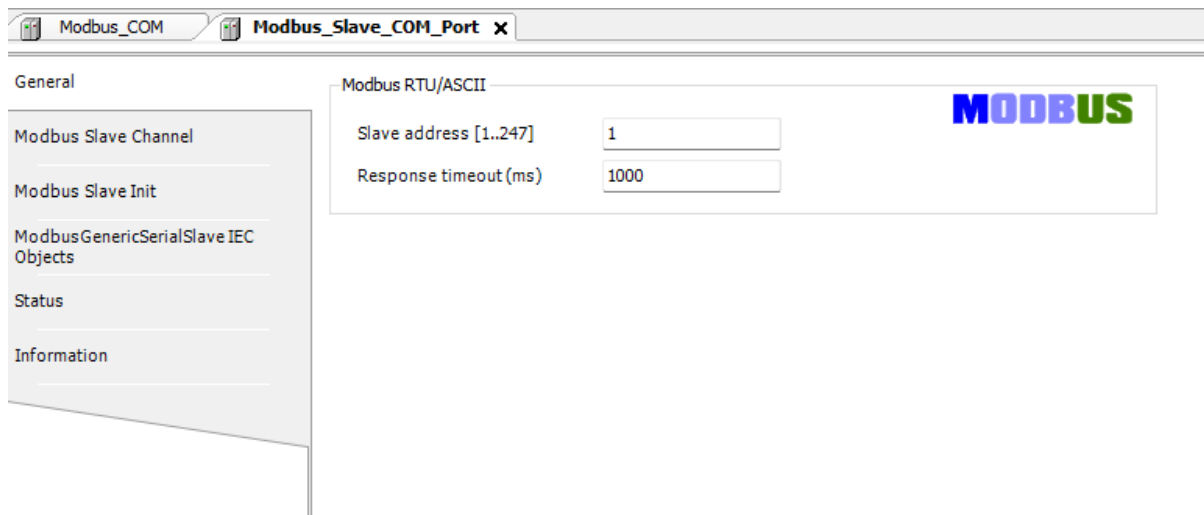 Modbus_COM
Modbus_Slave_COM_Port x
General
Modbus Slave Channel
Modbus Slave Init
ModbusGenericSerialSlave IEC
Objects
Status
Information
Modbus RTU/ASCII
MODBUS
Slave address [1..247] 1
Response timeout (ms) 1000